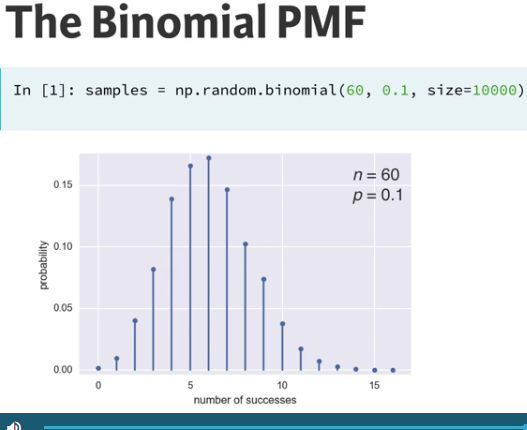 The Binomial PMF
In [1]: samples = np.random.binomial(60, 0.1, size=10000)
n = 60
p = 0.1
0.15
0.10
0.05
0.00
probability
0 5 10 15
number of successes